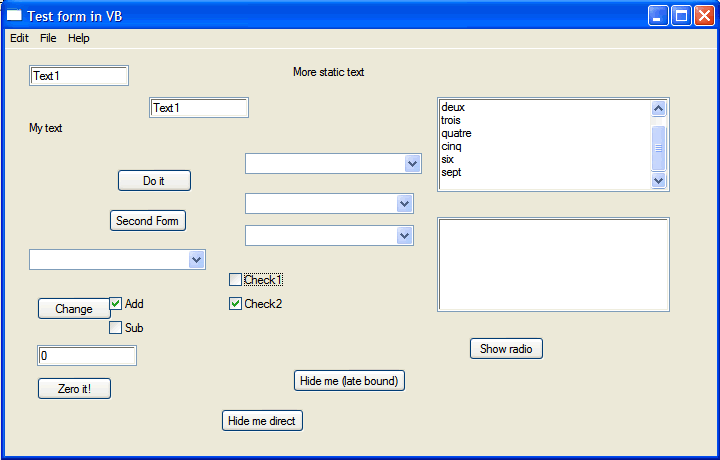 Test form in VB
Edit File Help
Text1
More static text
Text1
My text
deux
trois
quatre
cinq
six
sept
Do it
Second Form
Check1
Change
Add
Check2
Sub
0
Show radio
Zero it!
Hide me (late bound)
Hide me direct